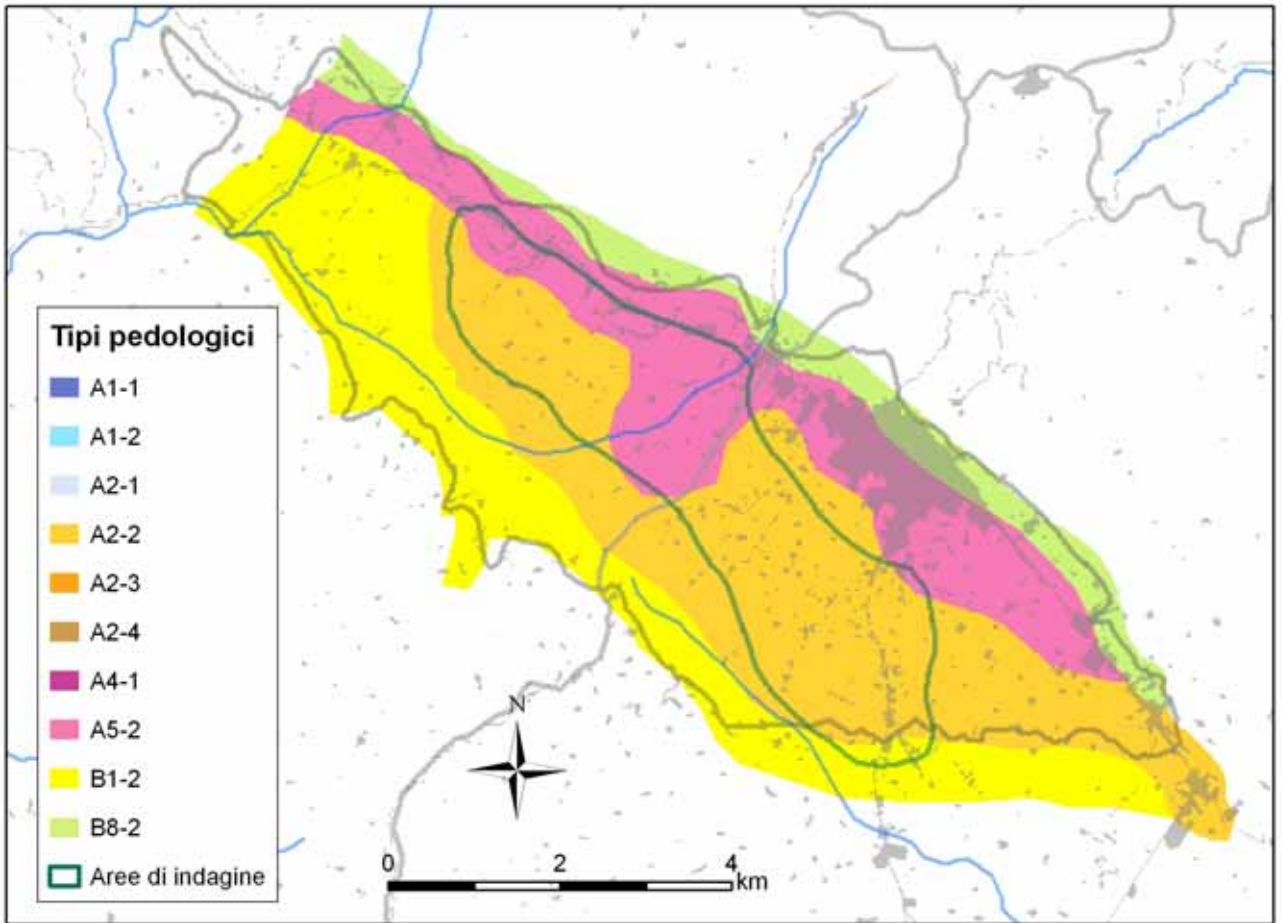 Tipi pedologici
A1-1
A1-2
A2-1
A2-2
A2-3
A2-4
A4-1
A5-2
B1-2
B8-2
Aree di indagine
N
0 2 4
km